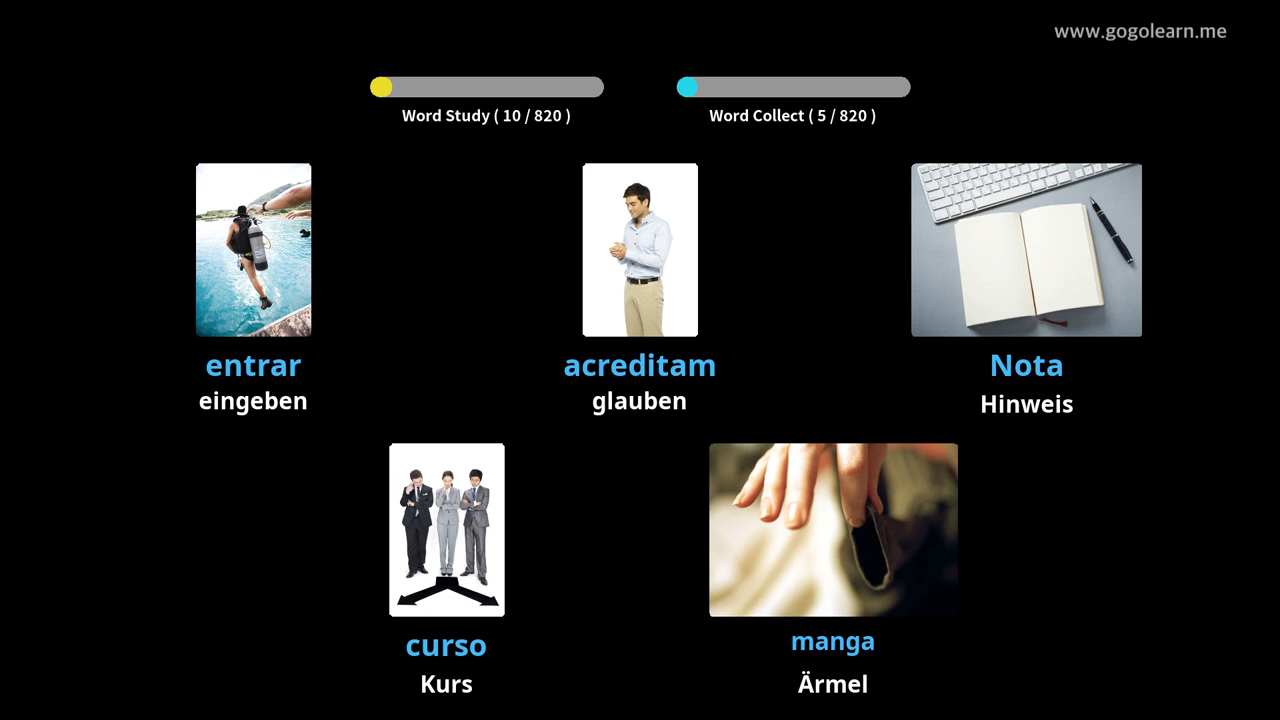 www.gogolearn.me
Word Study ( 10 / 820 )
Word Collect ( 5 / 820 )
entrar
eingeben
acreditam
glauben
Nota
Hinweis
curso
Kurs
manga
Ärmel